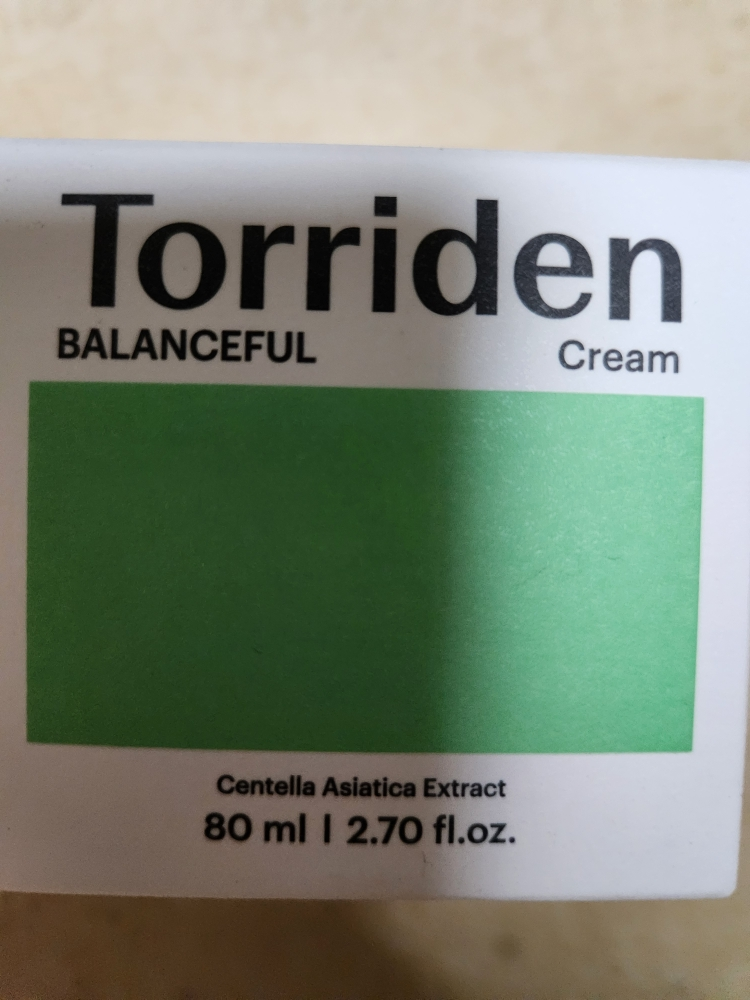 Torriden
BALANCEFUL Cream
Centella Asiatica Extract
80 ml | 2.70 fl.oz.